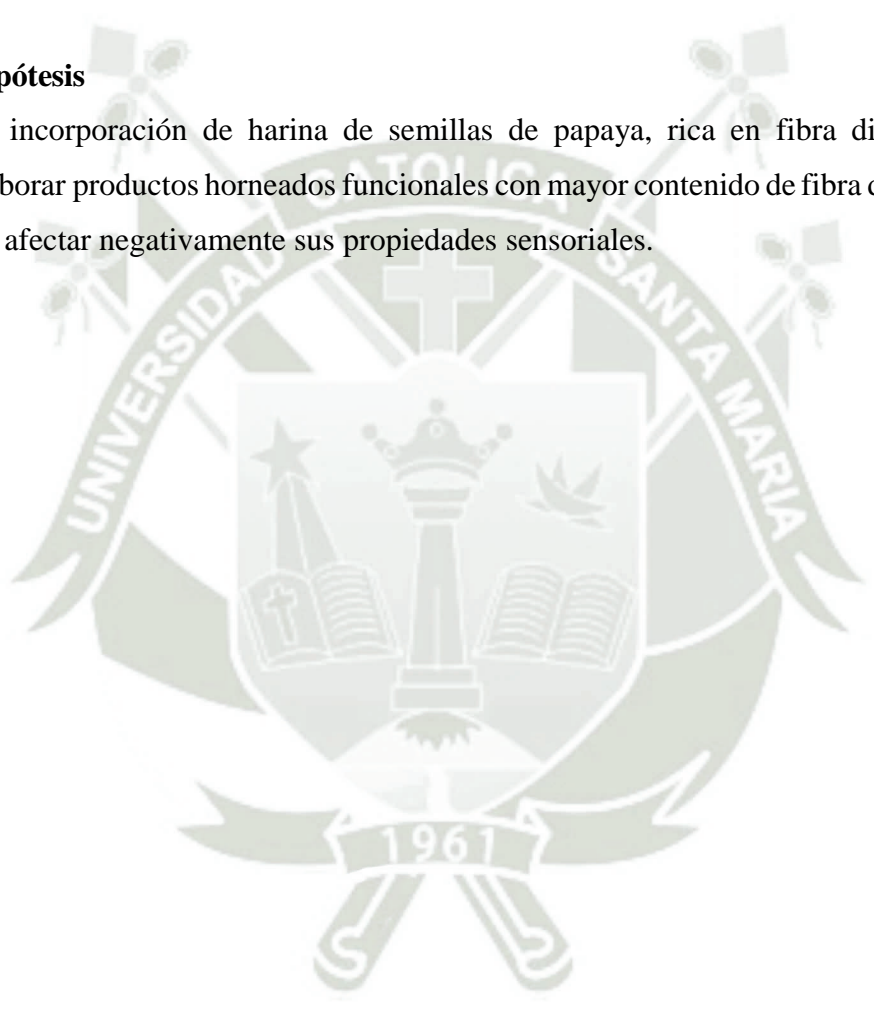 pótesis
incorporación de harina de semillas de papaya, rica en fibra di
borar productos horneados funcionales con mayor contenido de fibra
afectar negativamente sus propiedades sensoriales.
UNIVERSIDAD CATOLICA SANTA MARIA
1961